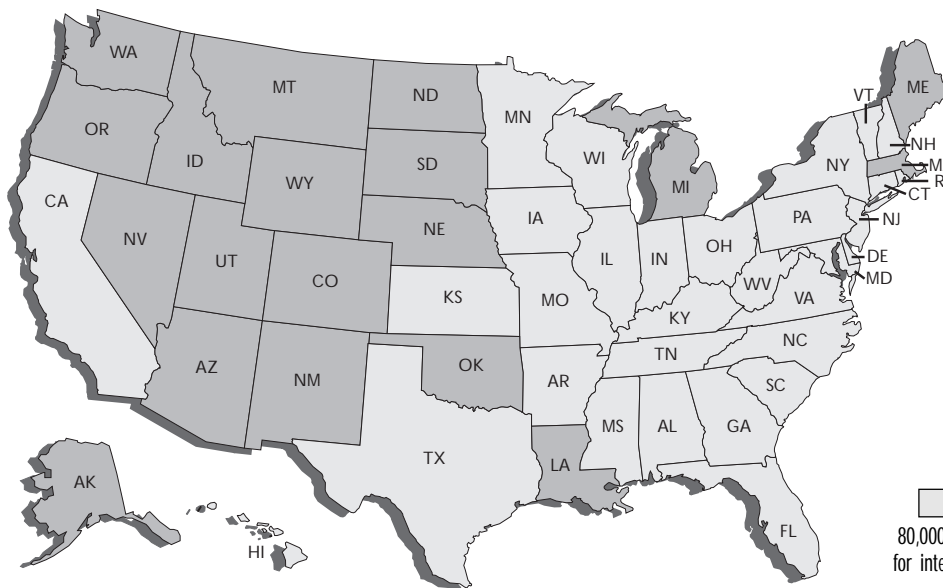 WA
MT
ND
MN
ME
VT
OR
ID
SD
WI
NH
NY
M
WY
MI
R
CT
CA
IA
NE
PA
NJ
NV
OH
IL
IN
UT
DE
CO
WV
MD
KS
MO
VA
KY
NC
TN
AZ
OK
NM
AR
SC
MS
AL
GA
TX
LA
AK
FL
HI
80,000
for inte